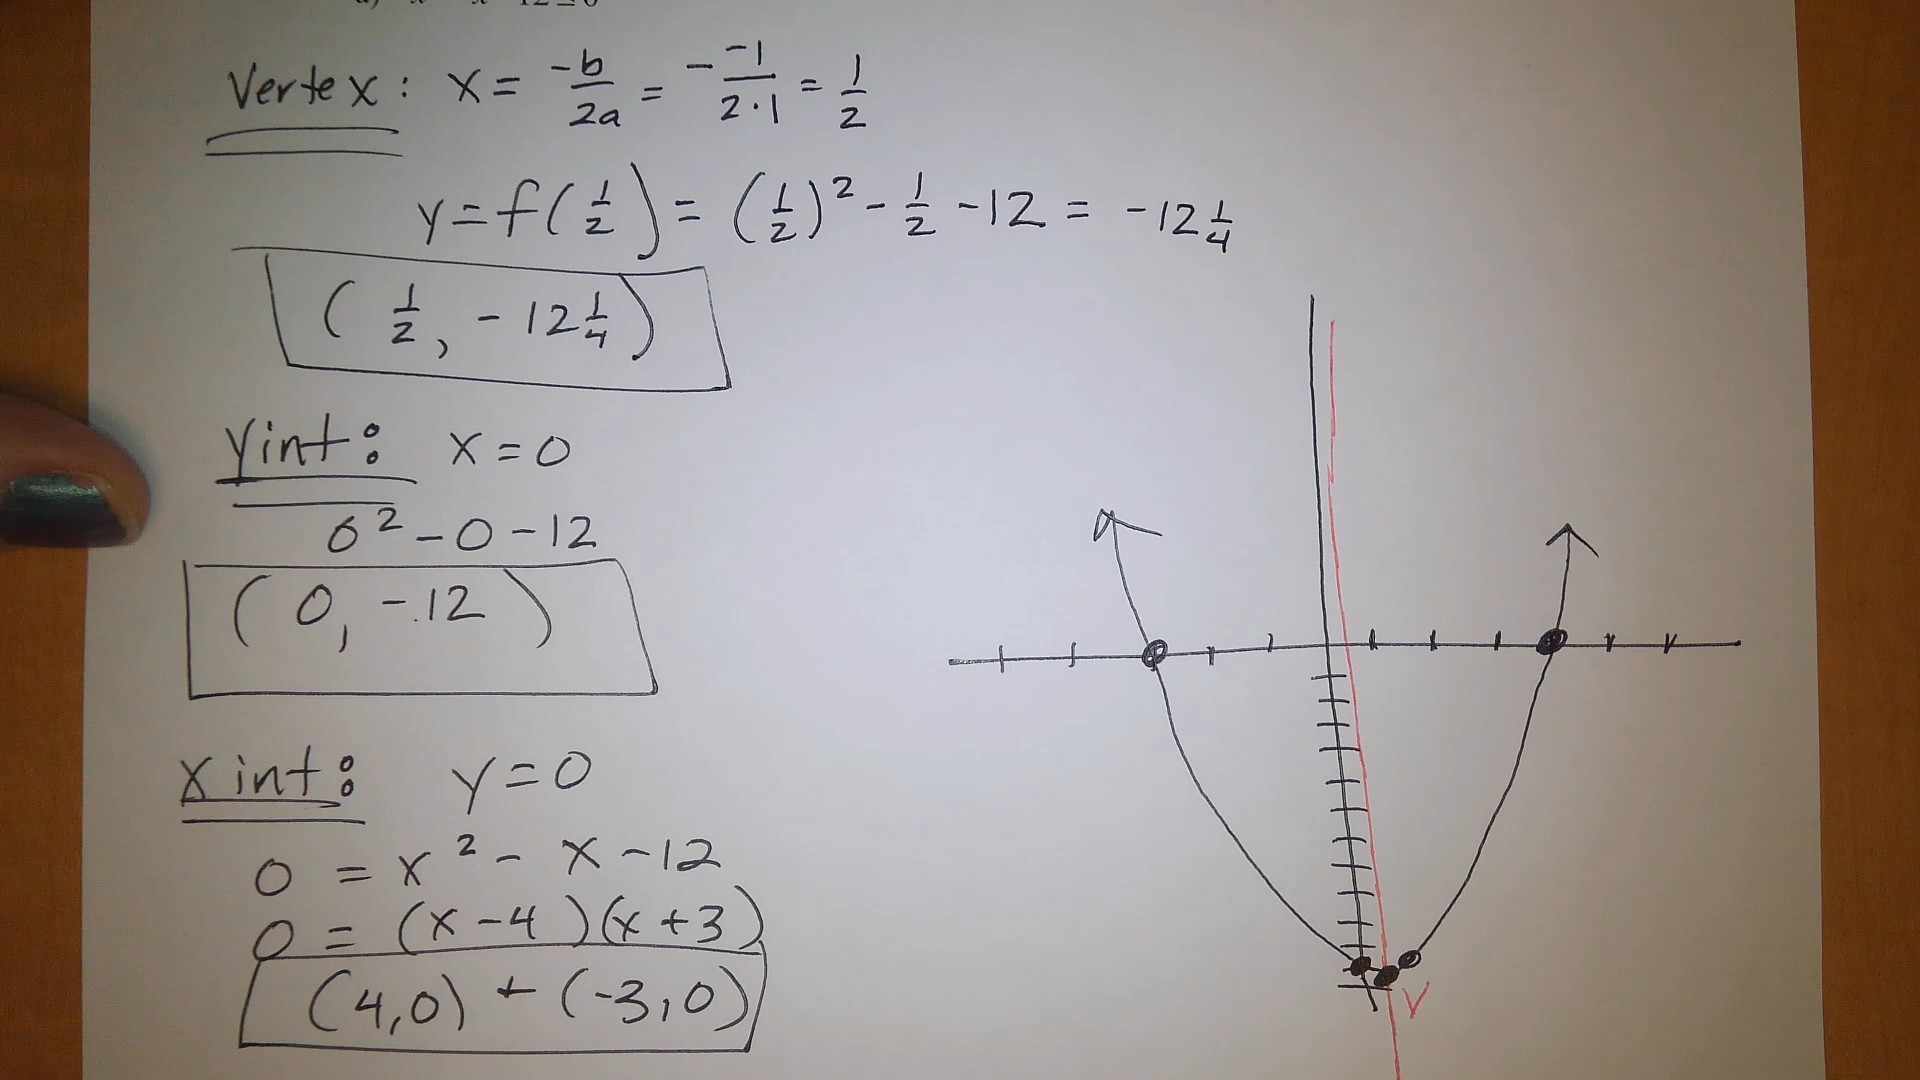 Vertex: x = -b/2a = - -1/2·1 = 1/2
y = f(1/2) = (1/2)² - 1/2 - 12 = -12 1/4
(1/2, -12 1/4)
Yint: x = 0
0² - 0 - 12
(0, -12)
X int: y = 0
0 = x² - x - 12
0 = (x - 4)(x + 3)
(4,0) + (-3,0)
V